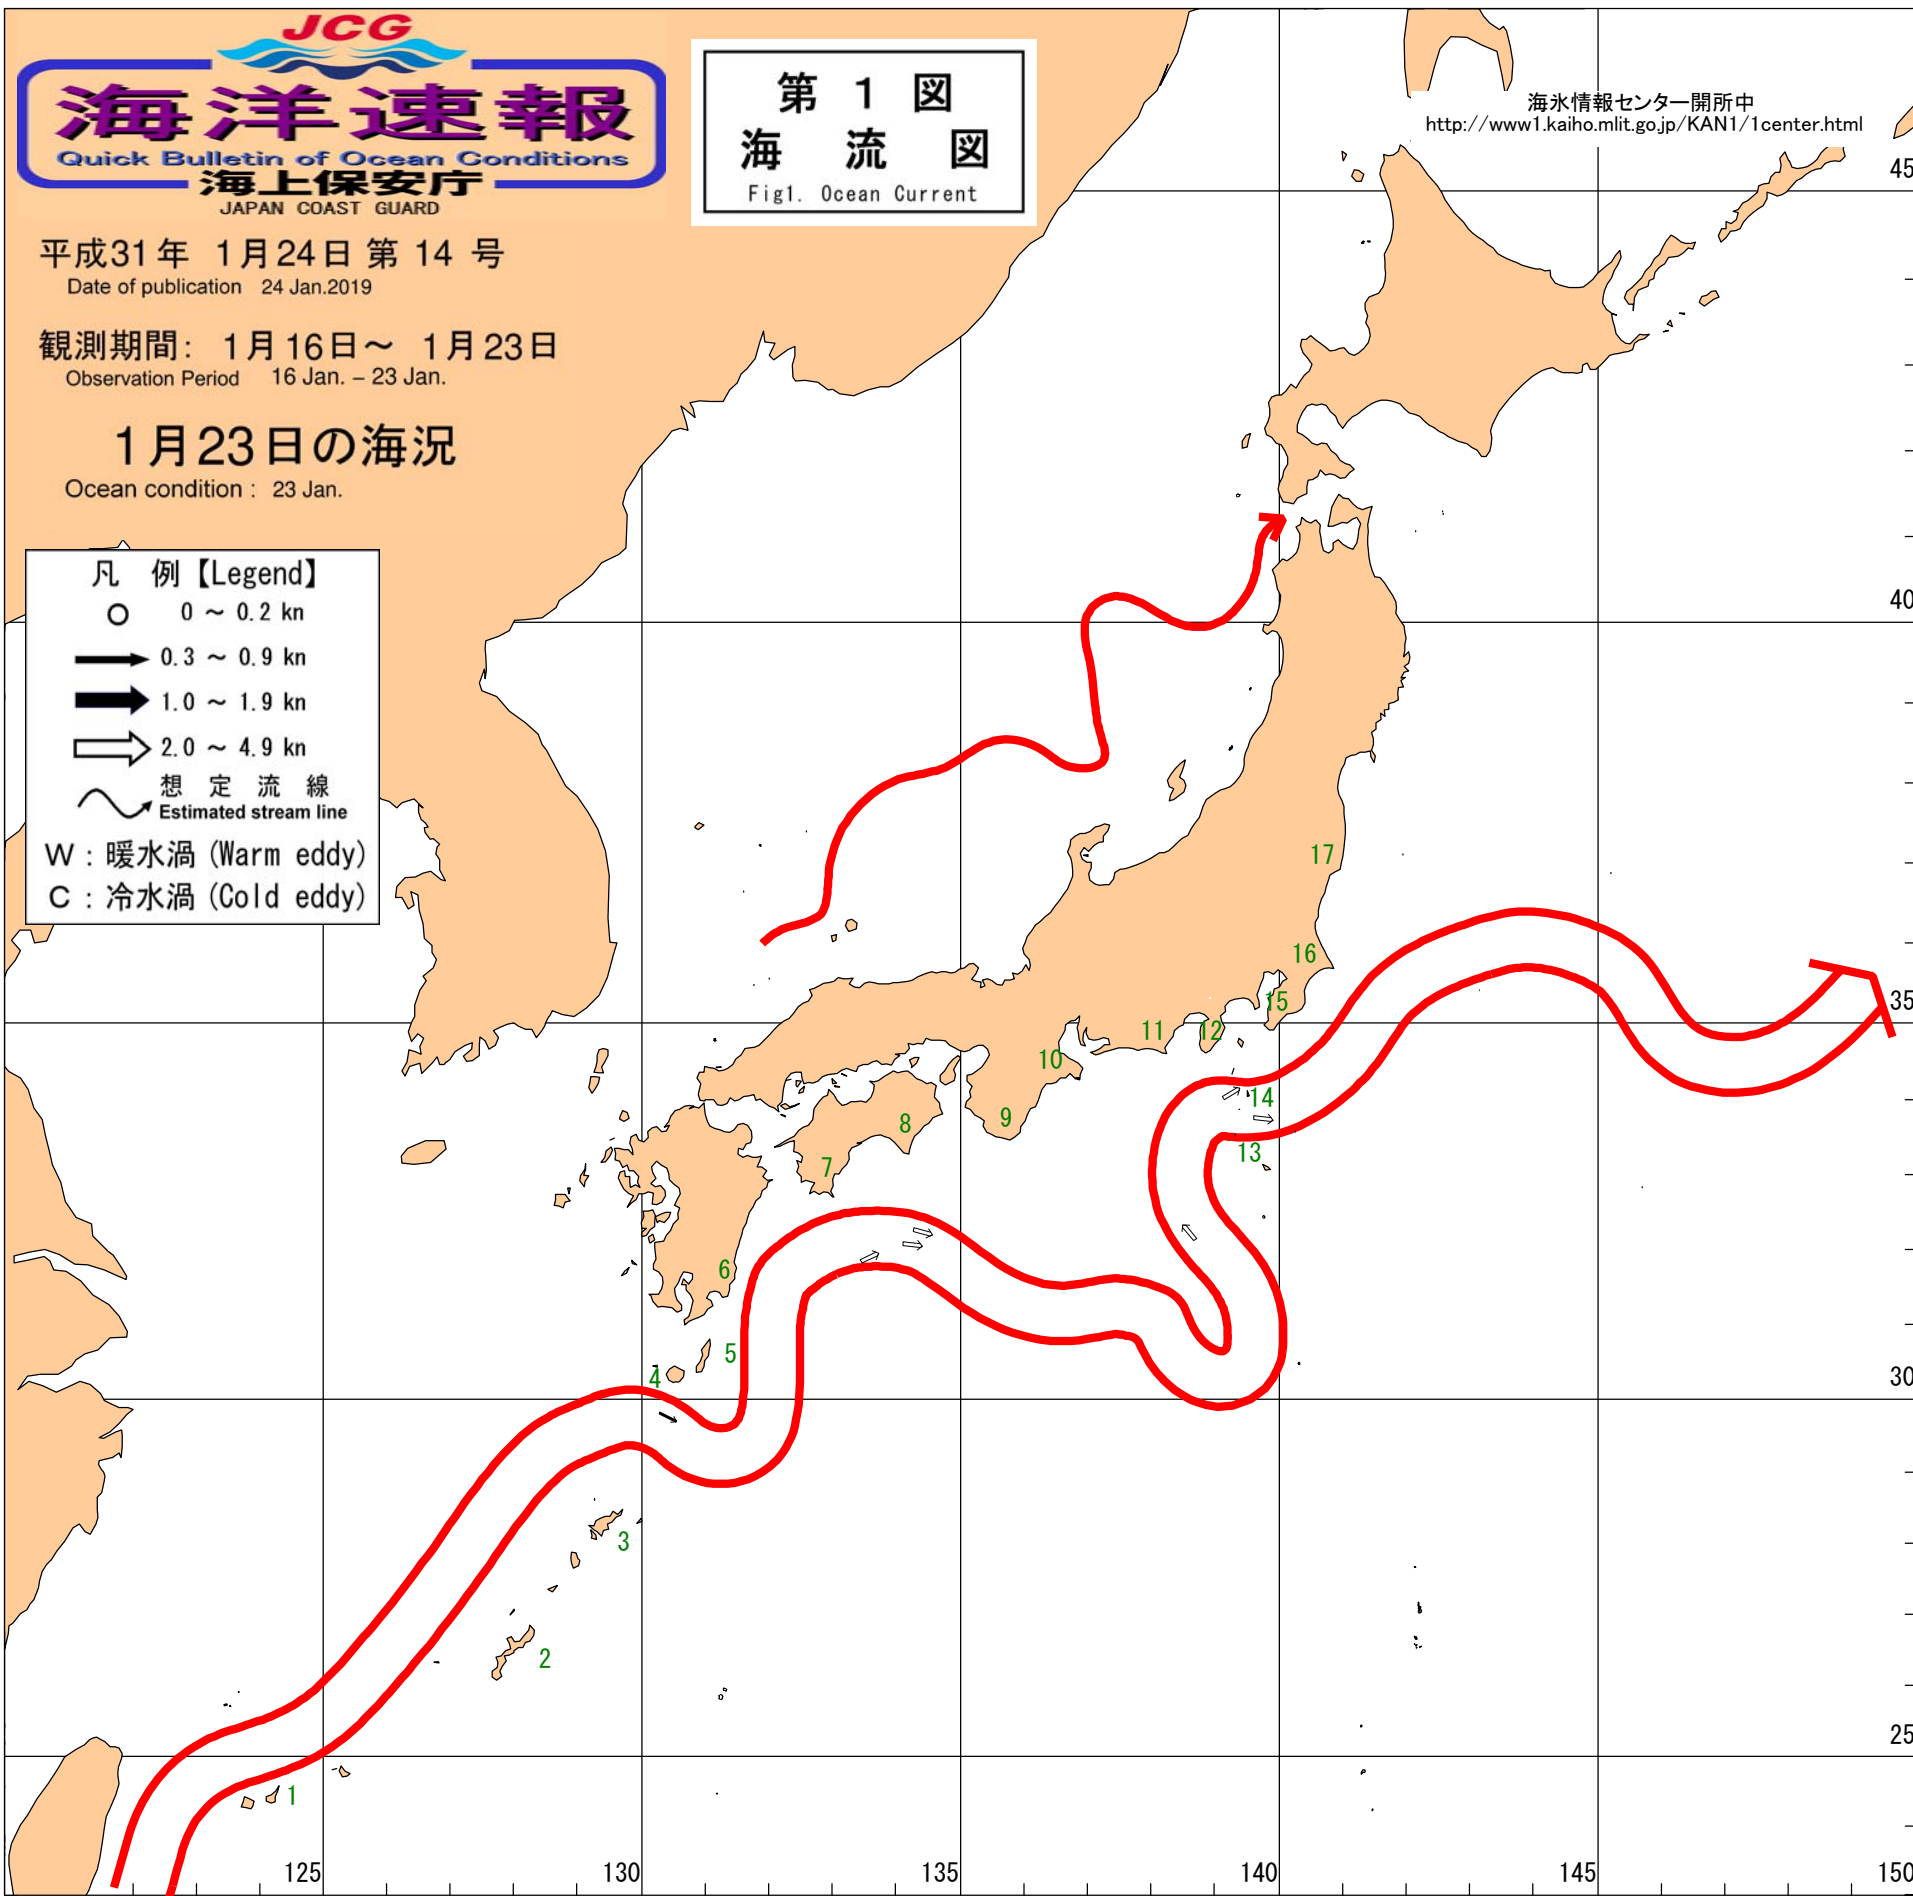 JCG
海洋速報
Quick Bulletin of Ocean Conditions
海上保安庁
JAPAN COAST GUARD
第 1 図
海 流 図
Fig1. Ocean Current
海氷情報センター開所中
http://www1.kaiho.mlit.go.jp/KAN1/1center.html
平成31年 1月24日 第 14 号
Date of publication 24 Jan.2019
観測期間: 1月16日～ 1月23日
Observation Period 16 Jan. – 23 Jan.
1月23日の海況
Ocean condition : 23 Jan.
凡 例【Legend】
0 ～ 0.2 kn
0.3 ～ 0.9 kn
1.0 ～ 1.9 kn
2.0 ～ 4.9 kn
想 定 流 線
Estimated stream line
W : 暖水渦 (Warm eddy)
C : 冷水渦 (Cold eddy)
45
40
35
30
25
17
16
15
14
13
12
11
10
9
8
7
6
5
4
3
2
1
125
130
135
140
145
150